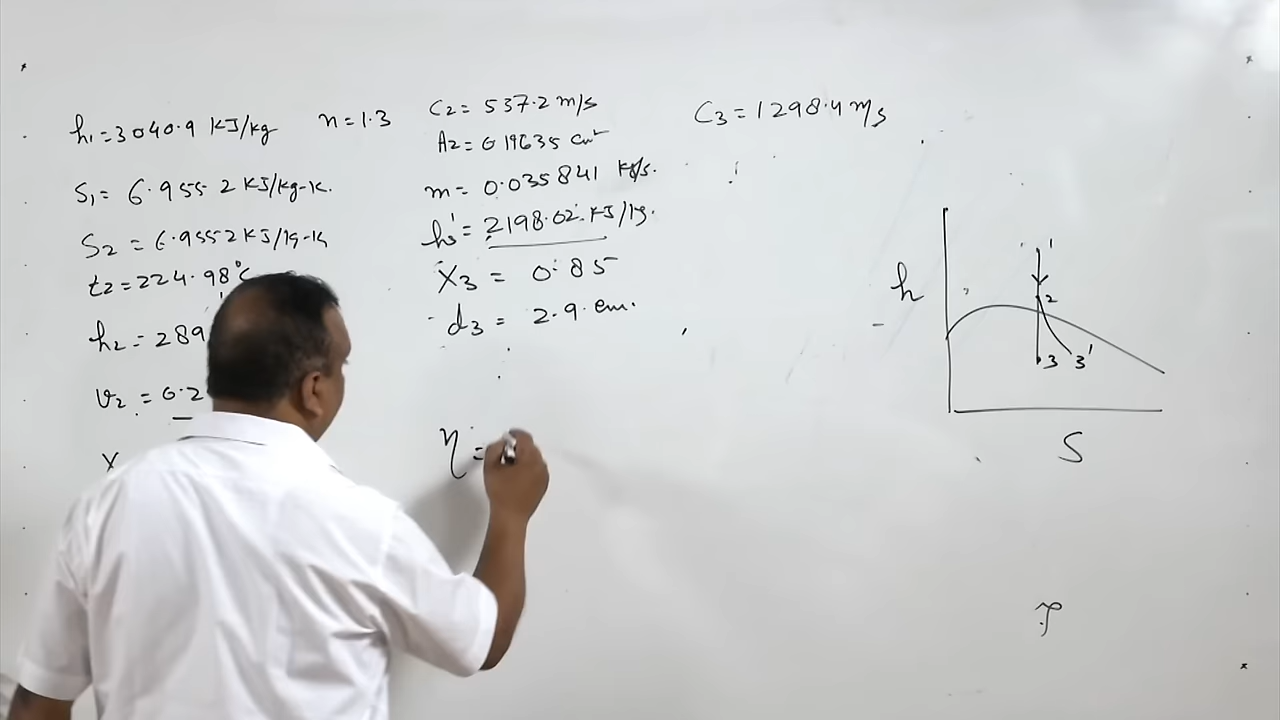 h₁=3040.9 KJ/kg
n=1.3
S₁= 6.9552 KJ/kg-K.
S₂ = 6.9552 KJ/kg-K
t₂=224.98°C
h₂=289
v₂ = 0.2
X
C₂= 537.2 m/s
A₂= 0.19635 cm²
m= 0.035841 kg/s.
h₃'= 2198.02 KJ/kg.
X₃ = 0.85
d₃ = 2.9 cm.
η =
C₃=1298.4 m/s
h
1
2
3 3'
S